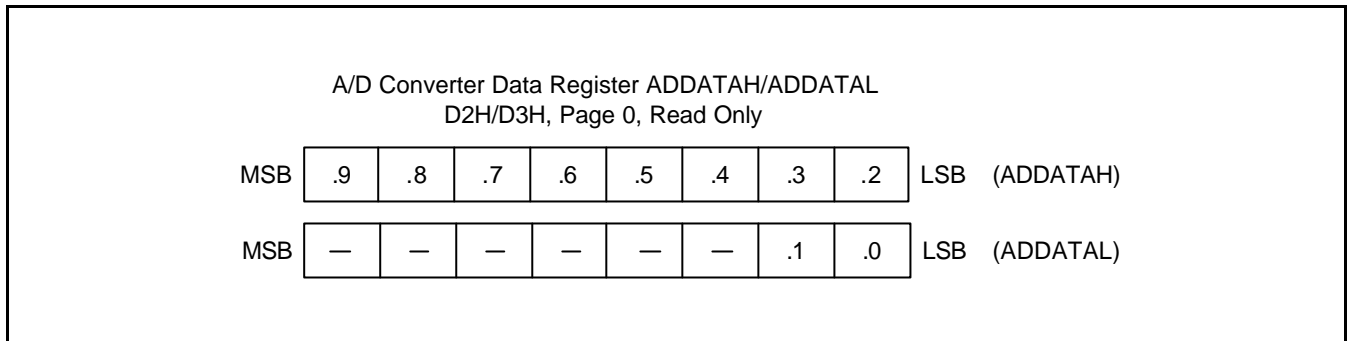 A/D Converter Data Register ADDATAH/ADDATAL
D2H/D3H, Page 0, Read Only
MSB .9 .8 .7 .6 .5 .4 .3 .2 LSB (ADDATAH)
MSB – – – – – – .1 .0 LSB (ADDATAL)